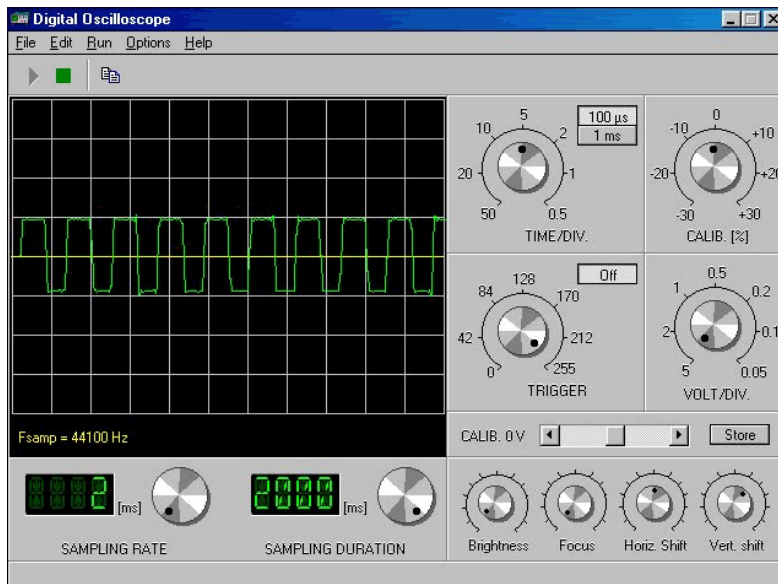 Digital Oscilloscope
File Edit Run Options Help
5
10 2
20 1
50 0.5
TIME/DIV.
100 µs
1 ms
0
-10 +10
-20 +20
-30 +30
CALIB. [%]
128
84 170
42 212
0 255
TRIGGER
Off
0.5
1 0.2
2 0.1
5 0.05
VOLT/DIV.
Fsamp = 44100 Hz
CALIB. 0 V
Store
2 [ms]
SAMPLING RATE
2000 [ms]
SAMPLING DURATION
Brightness Focus Horiz. Shift Vert. shift